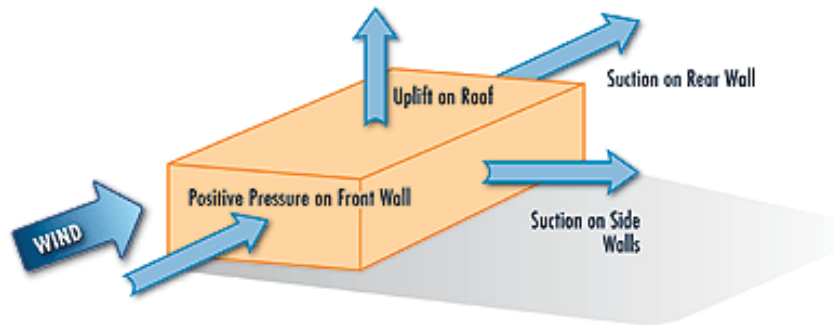 Uplift on Roof
Suction on Rear Wall
Positive Pressure on Front Wall
WIND
Suction on Side
Walls